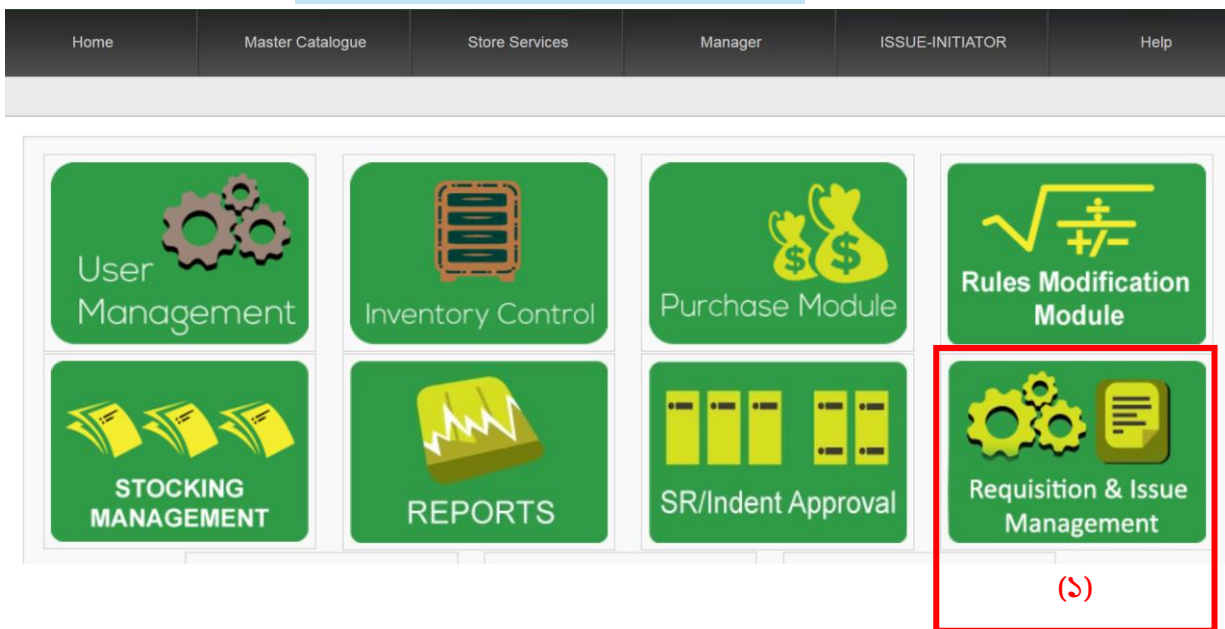 Home Master Catalogue Store Services Manager ISSUE-INITIATOR Help
User
Management
Inventory Control
Purchase Module
Rules Modification
Module
STOCKING
MANAGEMENT
REPORTS
SR/Indent Approval
Requisition & Issue
Management
(১)